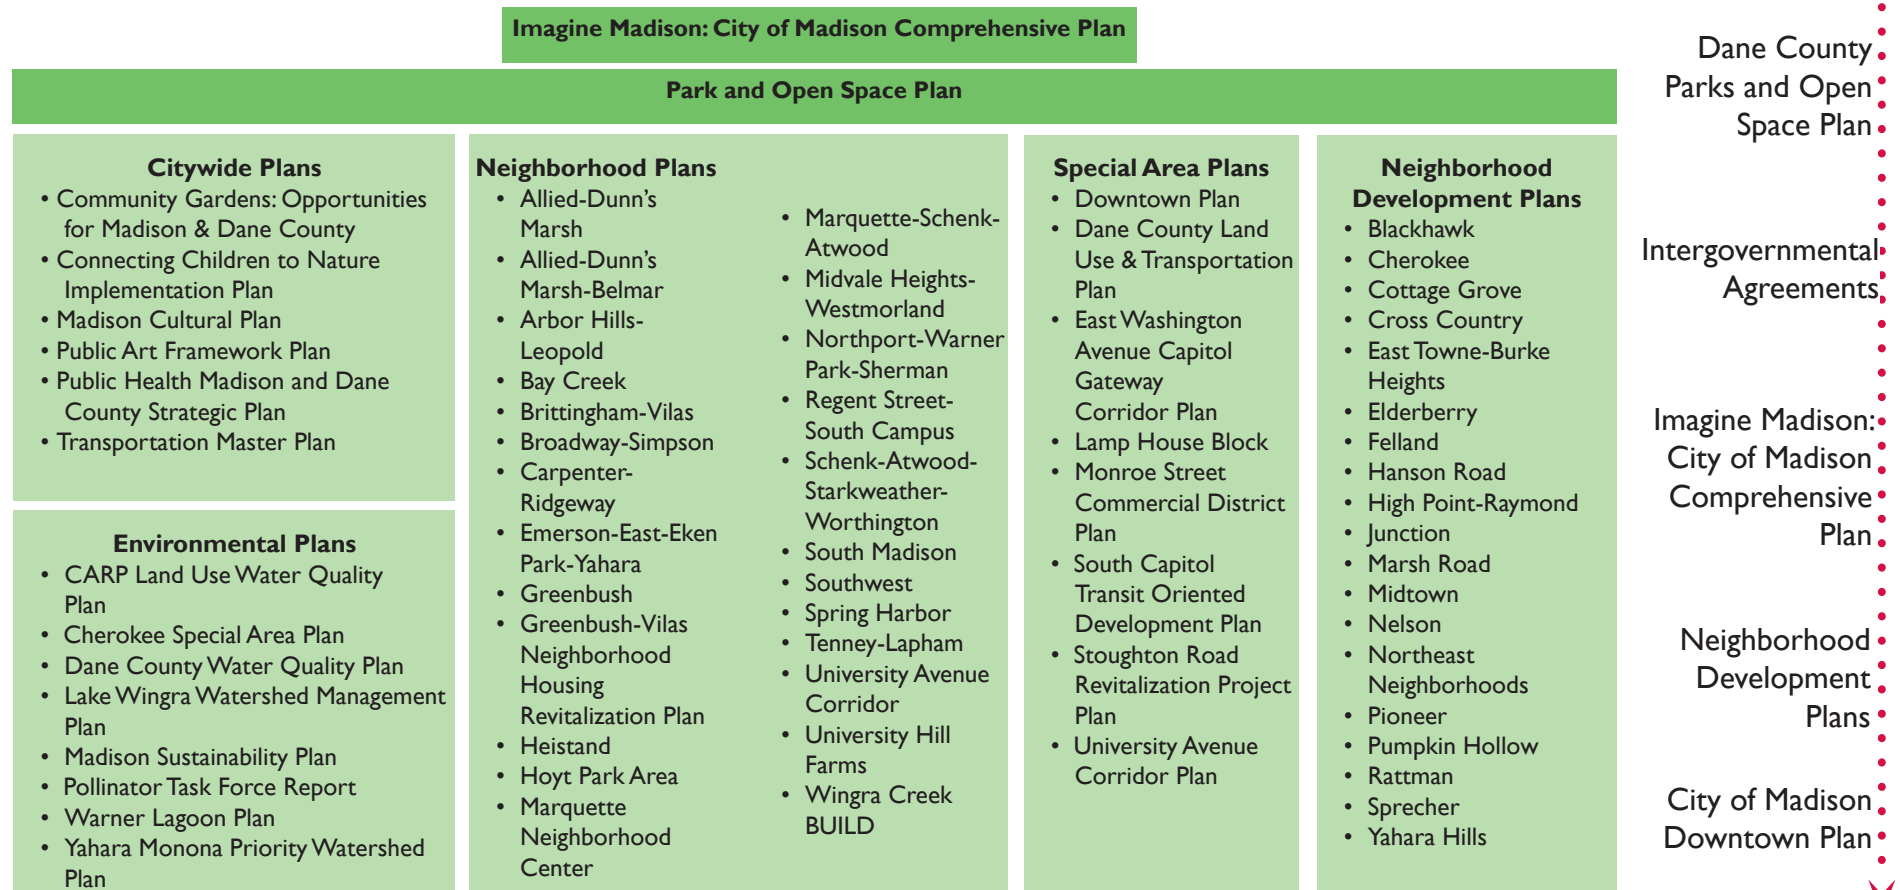 Imagine Madison: City of Madison Comprehensive Plan
Park and Open Space Plan
Citywide Plans
• Community Gardens: Opportunities
for Madison & Dane County
• Connecting Children to Nature
Implementation Plan
• Madison Cultural Plan
• Public Art Framework Plan
• Public Health Madison and Dane
County Strategic Plan
• Transportation Master Plan
Environmental Plans
• CARP Land Use Water Quality
Plan
• Cherokee Special Area Plan
• Dane County Water Quality Plan
• Lake Wingra Watershed Management
Plan
• Madison Sustainability Plan
• Pollinator Task Force Report
• Warner Lagoon Plan
• Yahara Monona Priority Watershed
Plan
Neighborhood Plans
• Allied-Dunn's
Marsh
• Allied-Dunn's
Marsh-Belmar
• Arbor Hills-
Leopold
• Bay Creek
• Brittingham-Vilas
• Broadway-Simpson
• Carpenter-
Ridgeway
• Emerson-East-Eken
Park-Yahara
• Greenbush
• Greenbush-Vilas
Neighborhood
Housing
Revitalization Plan
• Heistand
• Hoyt Park Area
• Marquette
Neighborhood
Center
• Marquette-Schenk-
Atwood
• Midvale Heights-
Westmorland
• Northport-Warner
Park-Sherman
• Regent Street-
South Campus
• Schenk-Atwood-
Starkweather-
Worthington
• South Madison
• Southwest
• Spring Harbor
• Tenney-Lapham
• University Avenue
Corridor
• University Hill
Farms
• Wingra Creek
BUILD
Special Area Plans
• Downtown Plan
• Dane County Land
Use & Transportation
Plan
• East Washington
Avenue Capitol
Gateway
Corridor Plan
• Lamp House Block
• Monroe Street
Commercial District
Plan
• South Capitol
Transit Oriented
Development Plan
• Stoughton Road
Revitalization Project
Plan
• University Avenue
Corridor Plan
Neighborhood
Development Plans
• Blackhawk
• Cherokee
• Cottage Grove
• Cross Country
• East Towne-Burke
Heights
• Elderberry
• Felland
• Hanson Road
• High Point-Raymond
• Junction
• Marsh Road
• Midtown
• Nelson
• Northeast
Neighborhoods
• Pioneer
• Pumpkin Hollow
• Rattman
• Sprecher
• Yahara Hills
Dane County
Parks and Open
Space Plan
Intergovernmental
Agreements
Imagine Madison:
City of Madison
Comprehensive
Plan
Neighborhood
Development
Plans
City of Madison
Downtown Plan